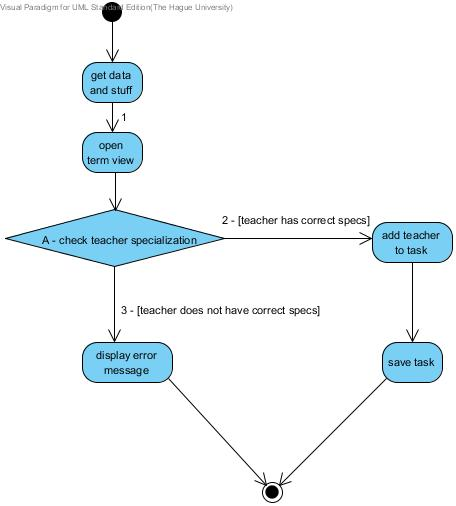 Visual Paradigm for UML Standard Edition(The Hague University)
get data
and stuff
1
open
term view
A - check teacher specialization
2 - [teacher has correct specs]
add teacher
to task
3 - [teacher does not have correct specs]
display error
message
save task